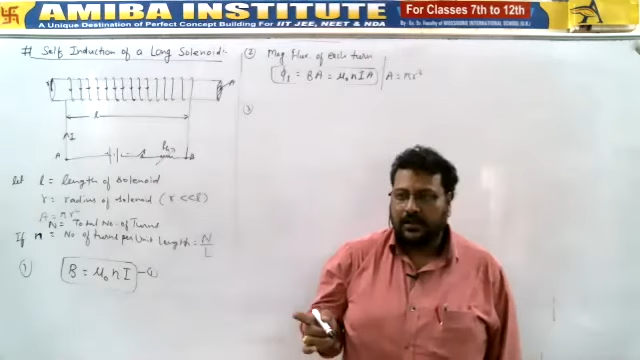 AMIBA INSTITUTE
For Classes 7th to 12th
A Destination of Perfect Concept Building For IIT JEE, NEET & NDA
# Self Induction of a Long Solenoid:
l
I
A
B
let l = length of solenoid
r = radius of solenoid (r <<l)
A = πr²
N = Total No. of Turns
If n = No. of turns per Unit Length = N/L
① B = μ₀nI
② Mag flux of each turn
φ₁ = BA = μ₀nIA | A = πr²
③